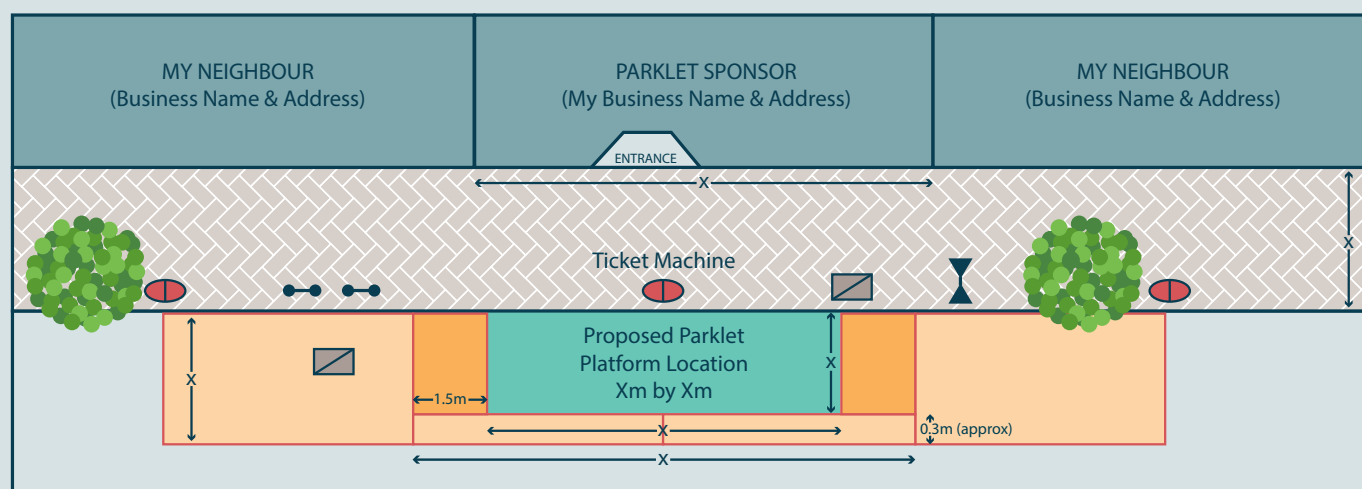 MY NEIGHBOUR
(Business Name & Address)
PARKLET SPONSOR
(My Business Name & Address)
MY NEIGHBOUR
(Business Name & Address)
ENTRANCE
X
X
Ticket Machine
Proposed Parklet
Platform Location
Xm by Xm
X
X
1.5m
0.3m (approx)
X
X